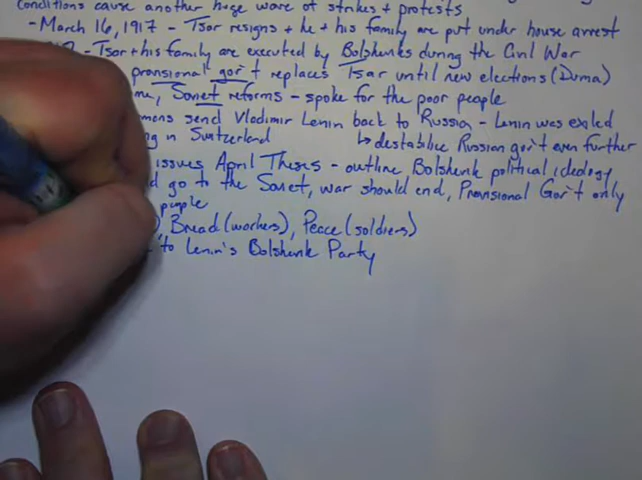 conditions cause another huge wave of strikes + protests
-March 16, 1917 - Tsar resigns + he + his family are put under house arrest
- Tsar + his family are executed by Bolsheviks during the Civil War
provsional gov't replaces Tsar until new elections (Duma)
Soviet reforms - spoke for the poor people
send Vladimir Lenin back to Russia - Lenin was exiled
in Switzerland ↳ destablize Russian gov't even further
issues April Theses - outline Bolshevik political ideology
go to the Soviet, war should end, Provisional Gov't only
people
Bread (workers), Peace (soldiers)
to Lenin's Bolshevik Party